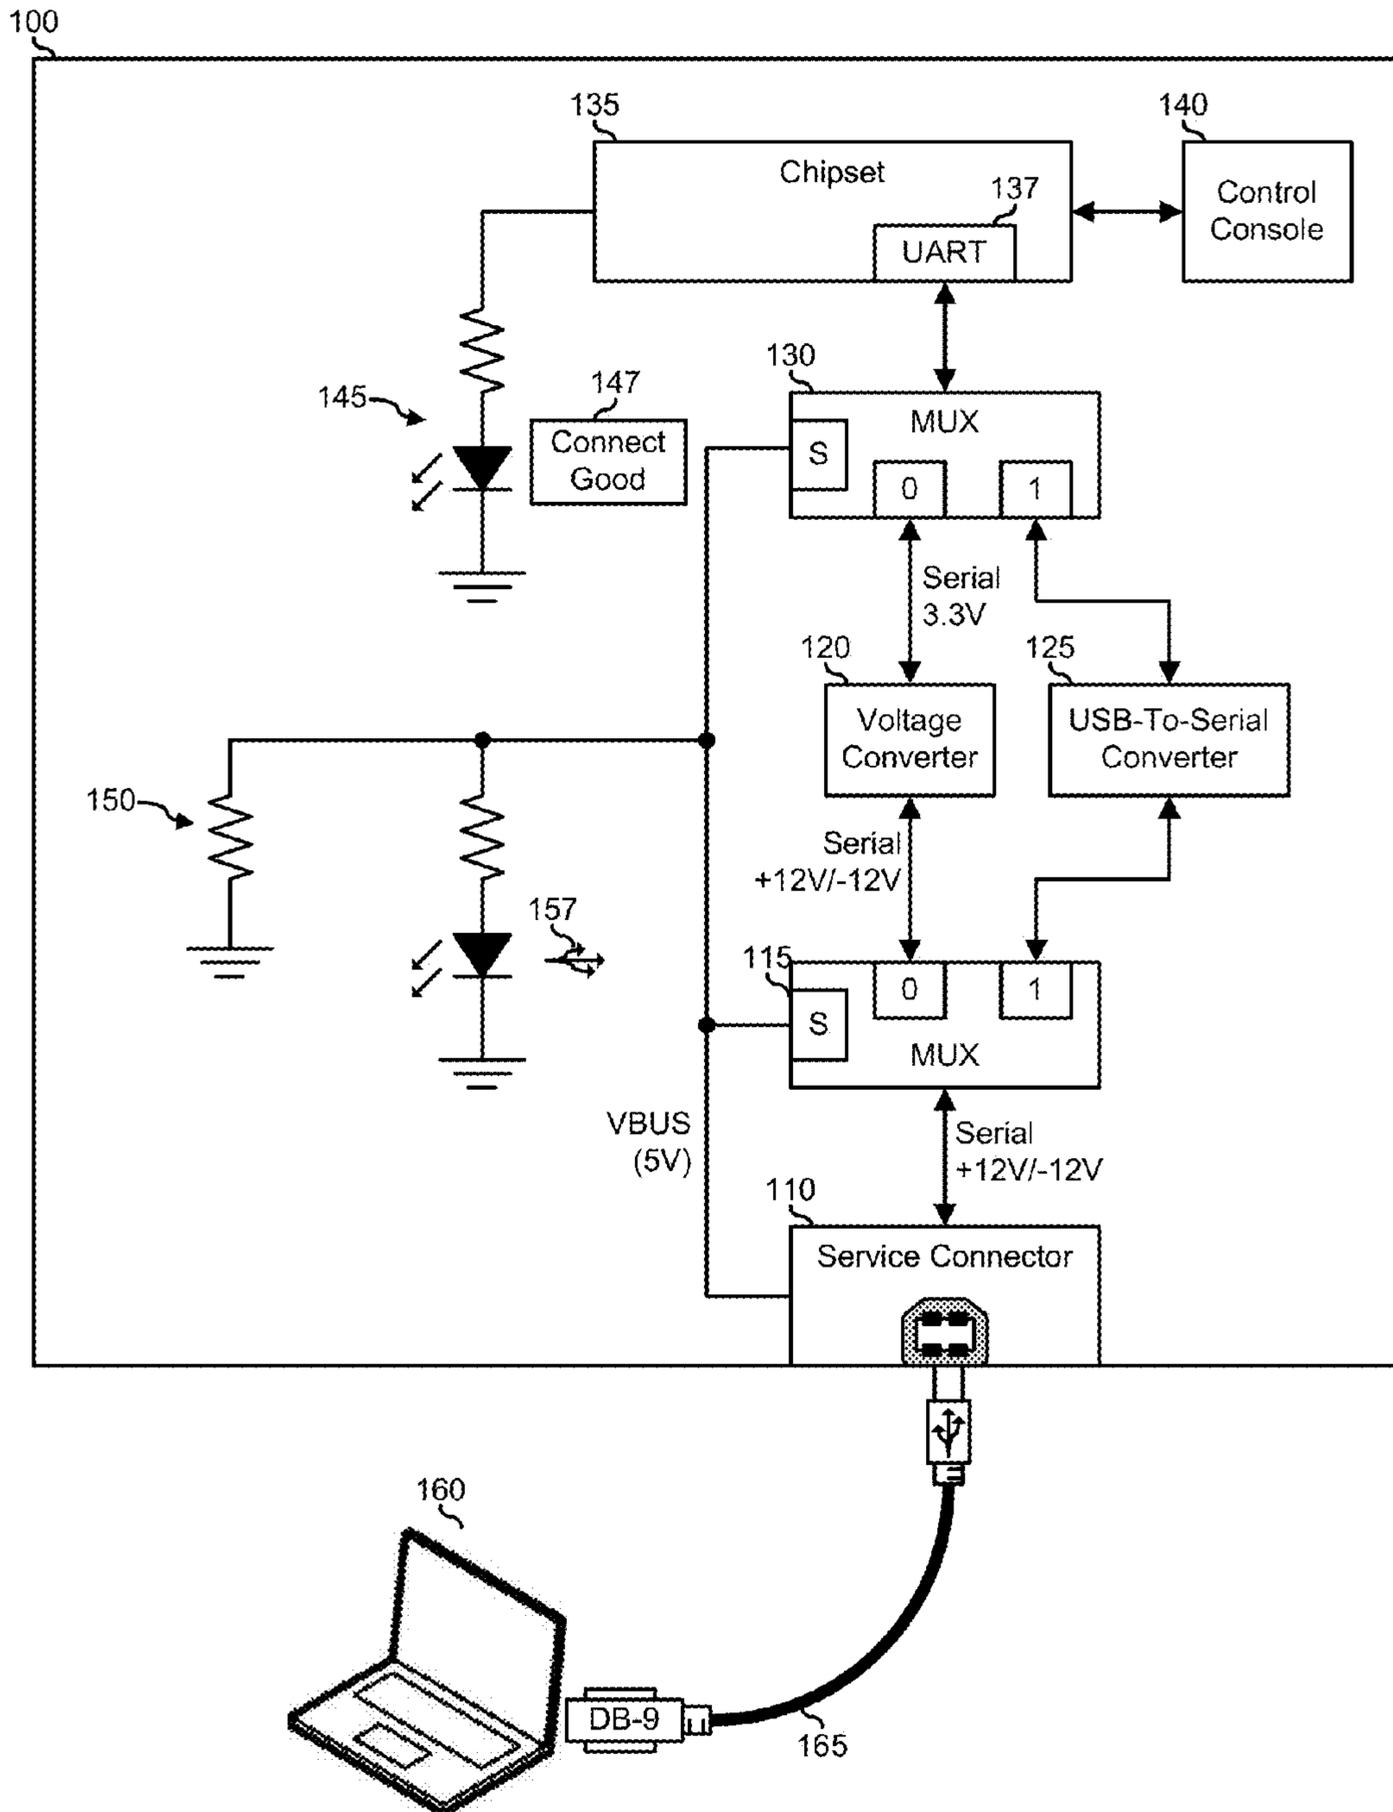 100
135
140
Chipset
137
Control
Console
UART
130
147
145
MUX
Connect
Good
S
0
1
Serial
3.3V
120
125
Voltage
Converter
USB-To-Serial
Converter
150
Serial
+12V/-12V
157
115
0
1
S
MUX
VBUS
(5V)
Serial
+12V/-12V
110
Service Connector
160
DB-9
165